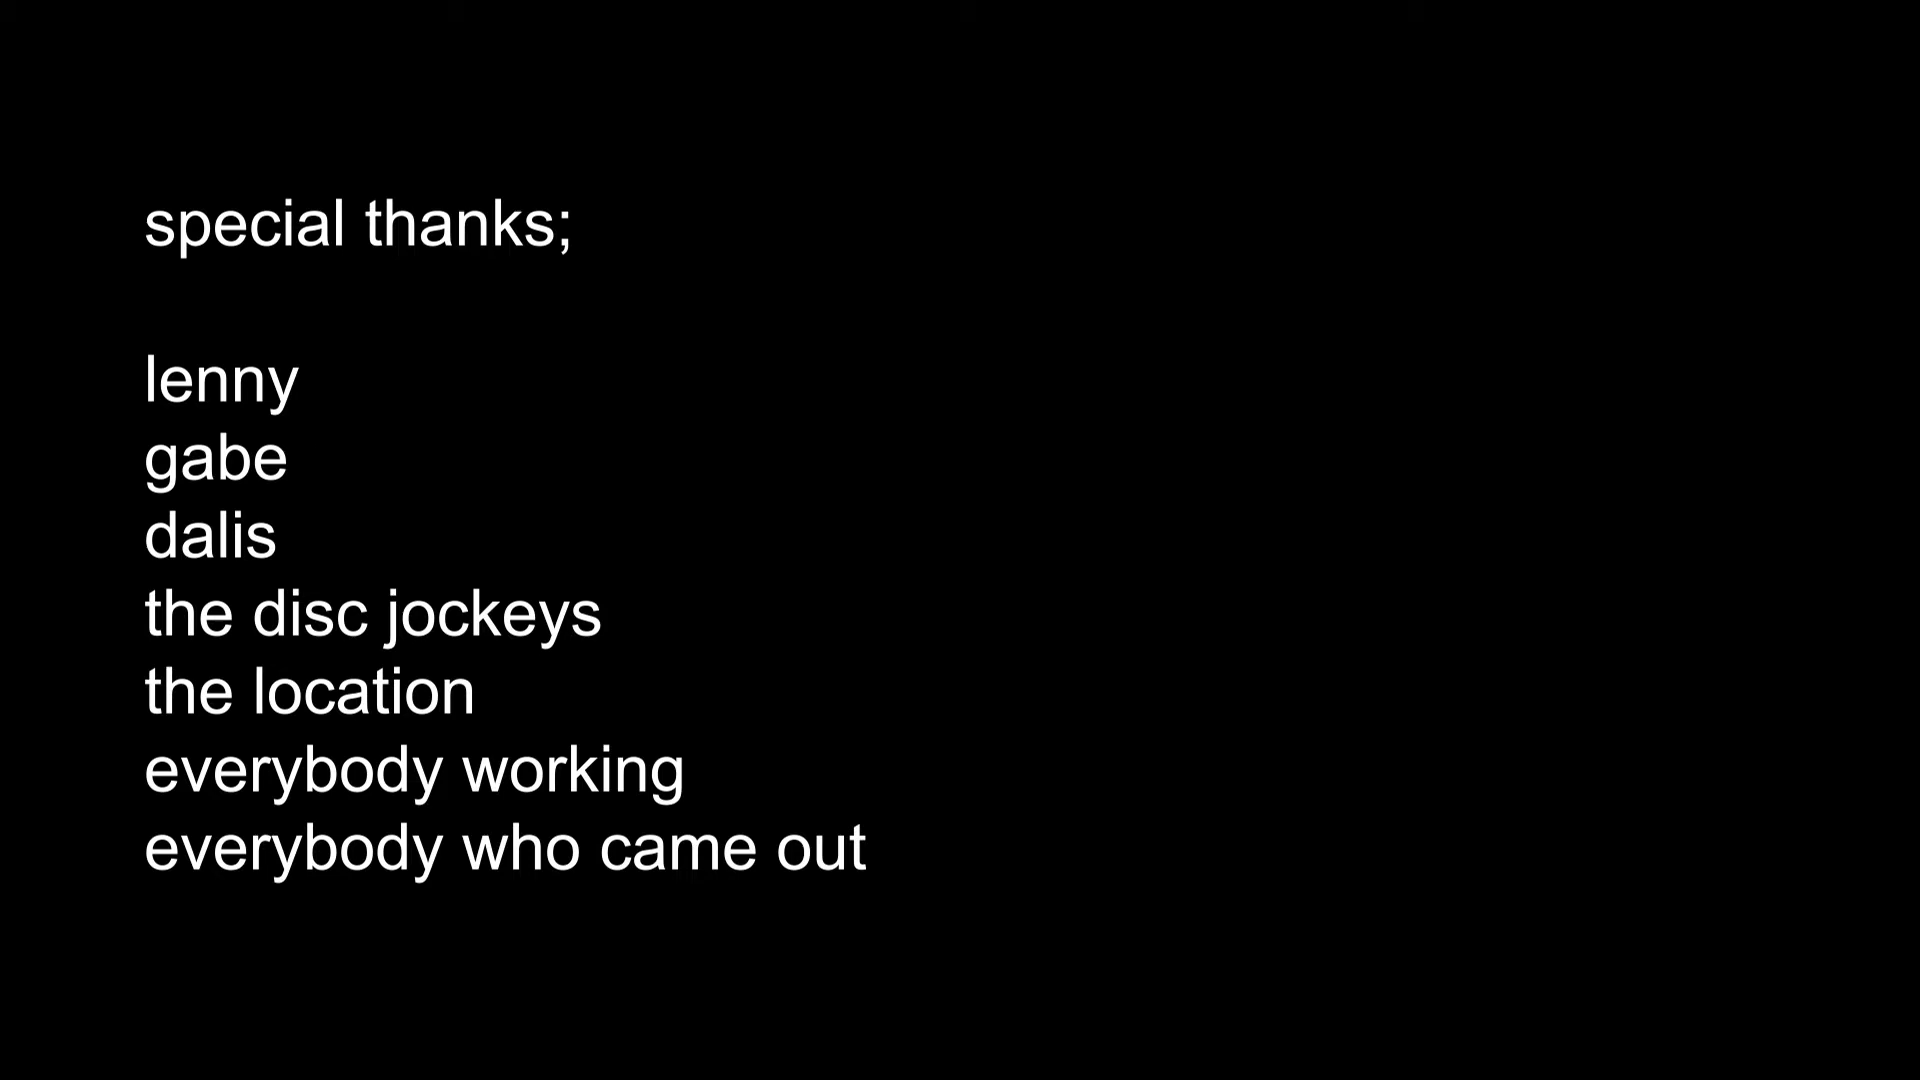 special thanks;
lenny
gabe
dalis
the disc jockeys
the location
everybody working
everybody who came out